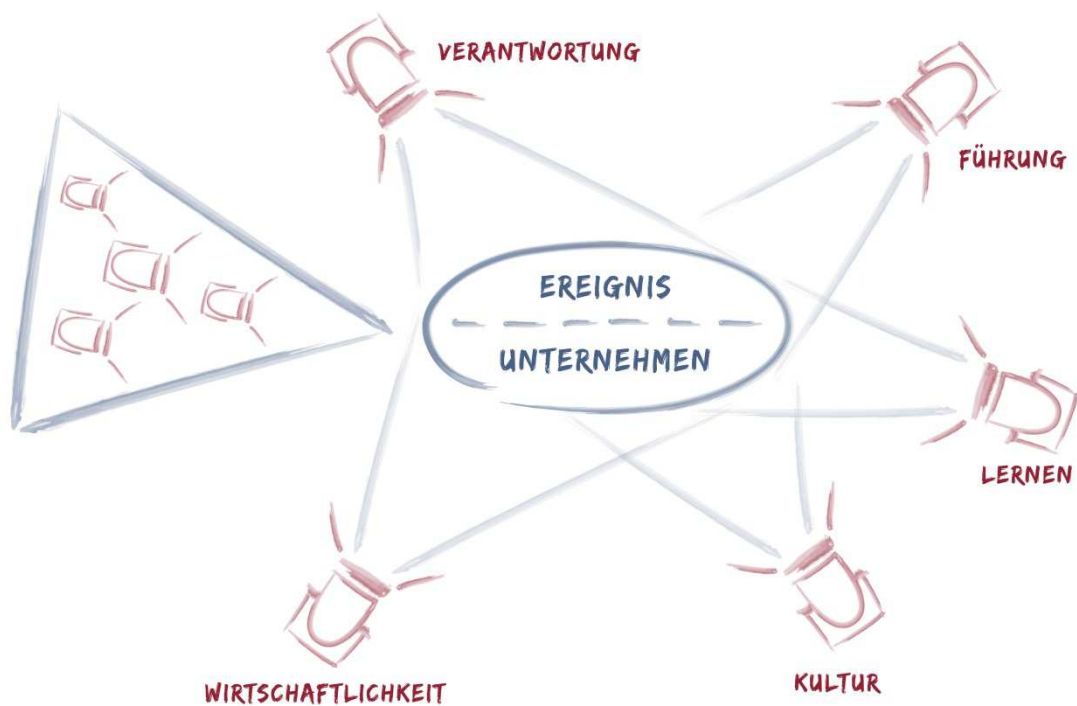 VERANTWORTUNG
FÜHRUNG
EREIGNIS
UNTERNEHMEN
LERNEN
KULTUR
WIRTSCHAFTLICHKEIT